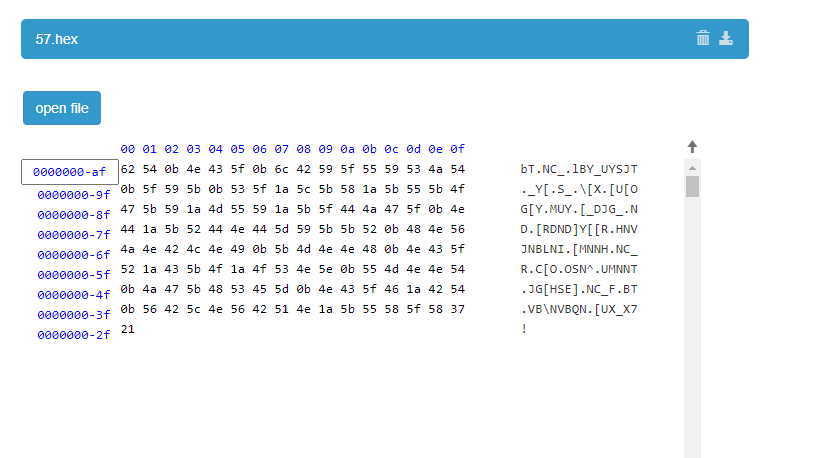 57.hex
open file
00 01 02 03 04 05 06 07 08 09 0a 0b 0c 0d 0e 0f
0000000-af 62 54 0b 4e 43 5f 0b 6c 42 59 5f 55 59 53 4a 54 bT.NC_.lBY_UYSJT
0000000-9f 0b 5f 59 5b 0b 53 5f 1a 5c 5b 58 1a 5b 55 5b 4f ._Y[.S_.\[X.[U[O
0000000-8f 47 5b 59 1a 4d 55 59 1a 5b 5f 44 4a 47 5f 0b 4e G[Y.MUY.[_DJG_.N
0000000-7f 44 1a 5b 52 44 4e 44 5d 59 5b 5b 52 0b 48 4e 56 D.[RDND]Y[[R.HNV
0000000-6f 4a 4e 42 4c 4e 49 0b 5b 4d 4e 4e 48 0b 4e 43 5f JNBLNI.[MNNH.NC_
0000000-5f 52 1a 43 5b 4f 1a 4f 53 4e 5e 0b 55 4d 4e 4e 54 R.C[O.OSN^.UMNNT
0000000-4f 0b 4a 47 5b 48 53 45 5d 0b 4e 43 5f 46 1a 42 54 .JG[HSE].NC_F.BT
0000000-3f 0b 56 42 5c 4e 56 42 51 4e 1a 5b 55 58 5f 58 37 .VB\NVBQN.[UX_X7
0000000-2f 21 !